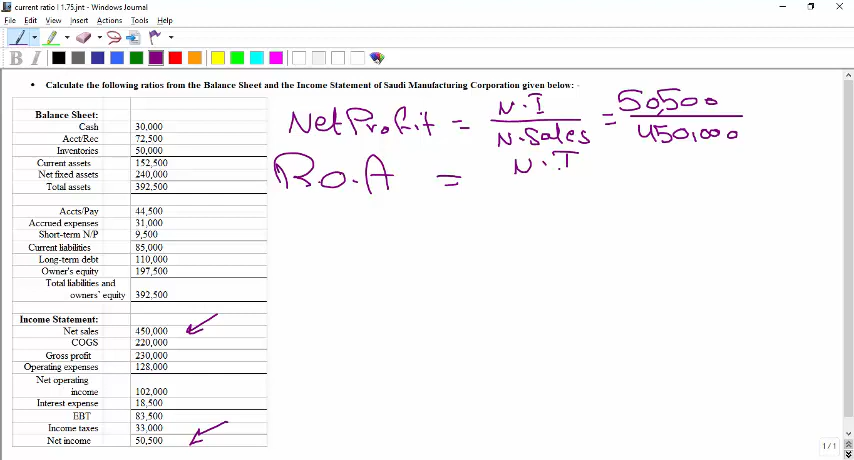 current ratio l 1.75.jnt - Windows Journal
File Edit View Insert Actions Tools Help
B I
• Calculate the following ratios from the Balance Sheet and the Income Statement of Saudi Manufacturing Corporation given below: -
Balance Sheet:
Cash 30,000
Acct/Rec 72,500
Inventories 50,000
Current assets 152,500
Net fixed assets 240,000
Total assets 392,500
Accts/Pay 44,500
Accrued expenses 31,000
Short-term N/P 9,500
Current liabilities 85,000
Long-term debt 110,000
Owner's equity 197,500
Total liabilities and
owners' equity 392,500
Income Statement:
Net sales 450,000
COGS 220,000
Gross profit 230,000
Operating expenses 128,000
Net operating
income 102,000
Interest expense 18,500
EBT 83,500
Income taxes 33,000
Net income 50,500
Net Profit = N.I / N.Sales = 50,500 / 450,000
R.O.A = N.I
1 / 1